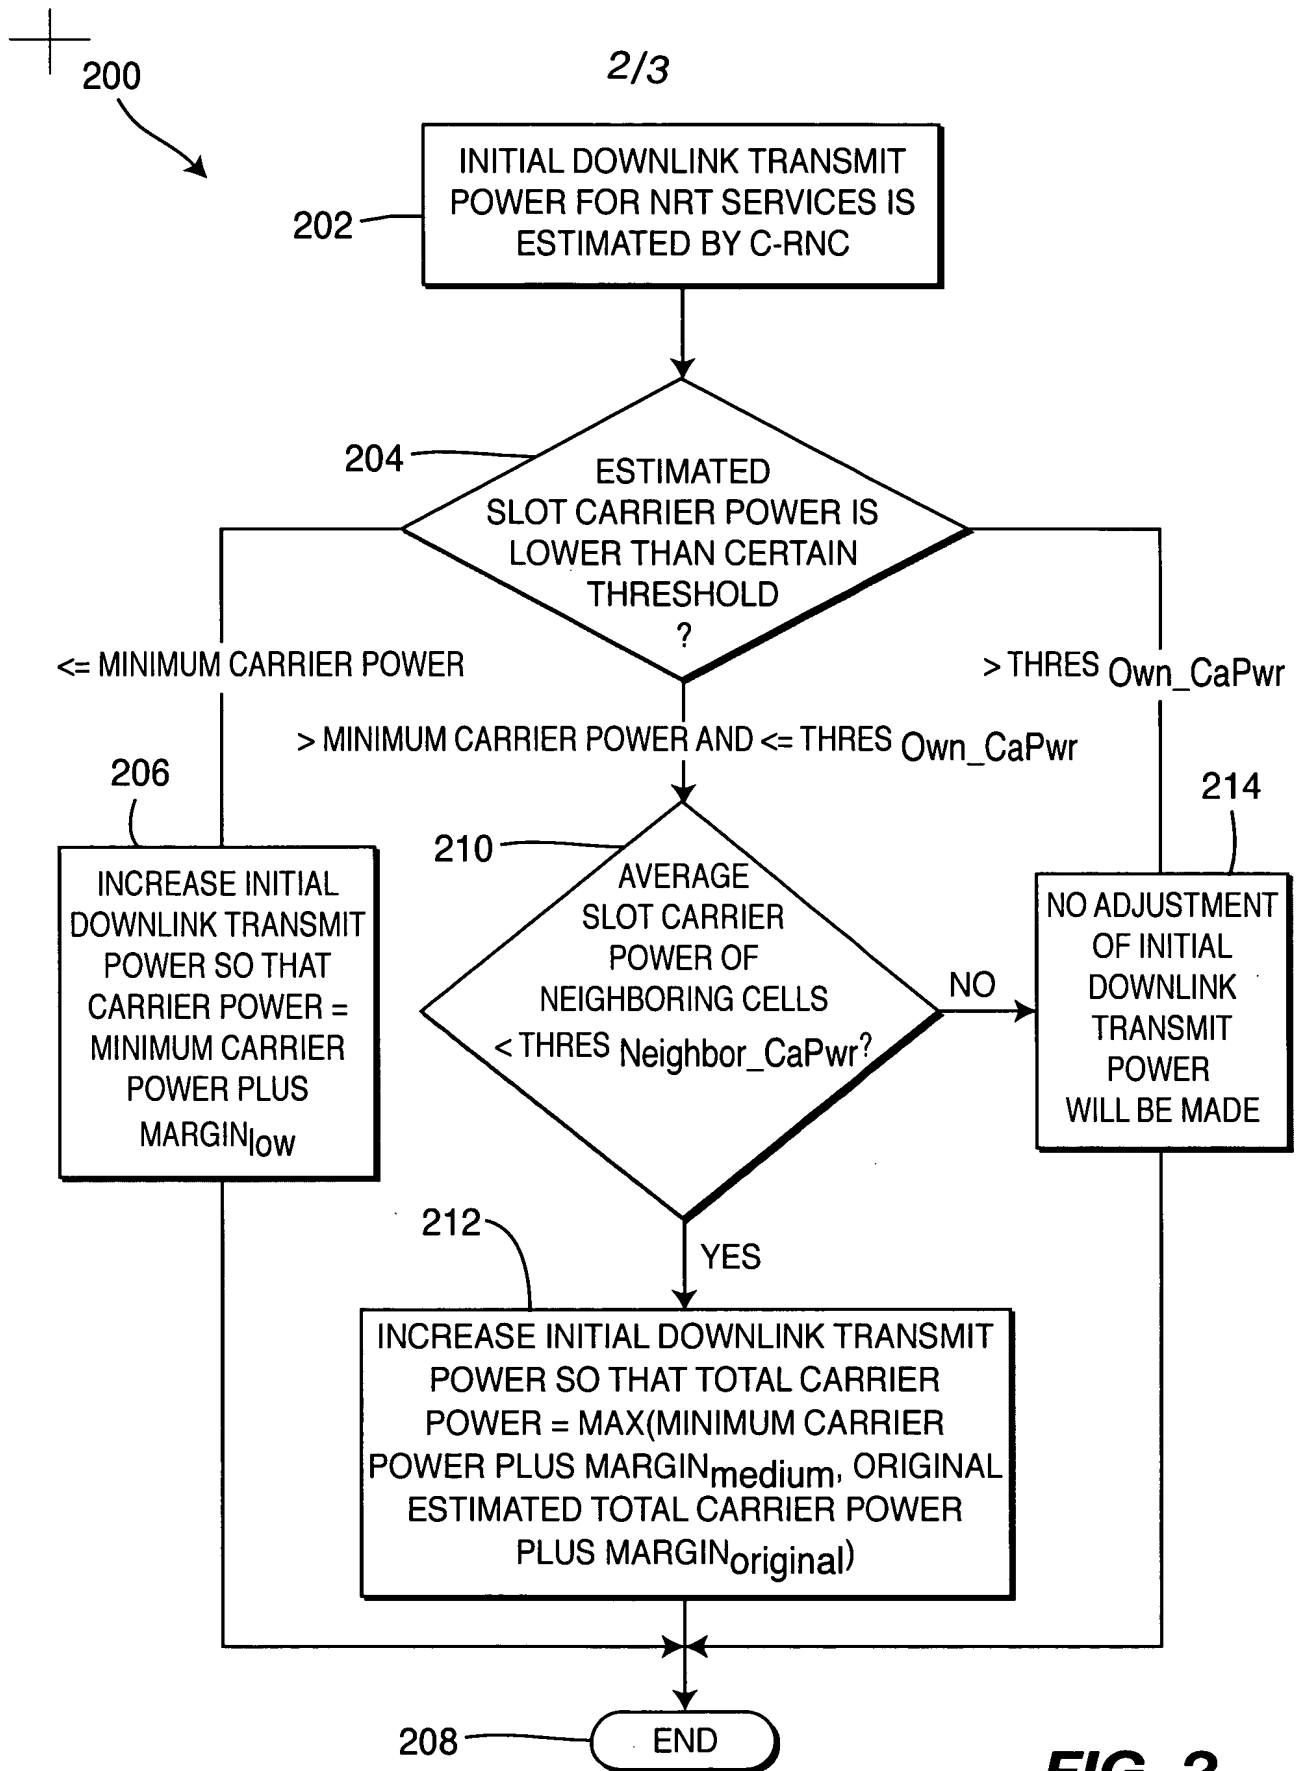 200
2/3
INITIAL DOWNLINK TRANSMIT
POWER FOR NRT SERVICES IS
ESTIMATED BY C-RNC
202
204
ESTIMATED
SLOT CARRIER POWER IS
LOWER THAN CERTAIN
THRESHOLD
?
<= MINIMUM CARRIER POWER
> THRES Own_CaPwr
> MINIMUM CARRIER POWER AND <= THRES Own_CaPwr
206
INCREASE INITIAL
DOWNLINK TRANSMIT
POWER SO THAT
CARRIER POWER =
MINIMUM CARRIER
POWER PLUS
MARGINlow
210
AVERAGE
SLOT CARRIER
POWER OF
NEIGHBORING CELLS
< THRES Neighbor_CaPwr?
NO
214
NO ADJUSTMENT
OF INITIAL
DOWNLINK
TRANSMIT
POWER
WILL BE MADE
212
YES
INCREASE INITIAL DOWNLINK TRANSMIT
POWER SO THAT TOTAL CARRIER
POWER = MAX(MINIMUM CARRIER
POWER PLUS MARGINmedium, ORIGINAL
ESTIMATED TOTAL CARRIER POWER
PLUS MARGINoriginal)
208
END
FIG. 2